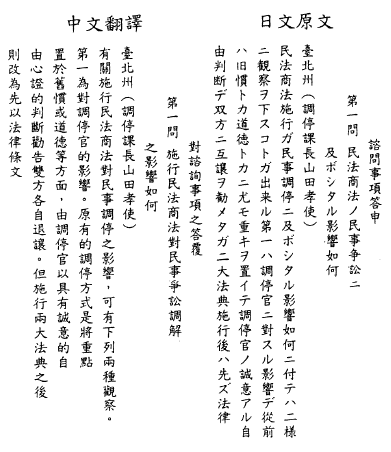 日文原文
諮問事項答申
第一問 民法商法ノ民事爭訟ニ
及ボシタル影響如何
臺北州(調停課長山田孝使)
民法商法施行ガ民事調停ニ及ボシタル影響如何ニ付テハ二様
ニ観察ヲ下スコトガ出来ル第一ハ調停官ニ對スル影響デ從前
ハ旧慣トカ道徳トカニ尤モ重キヲ置イテ調停官ノ誠意アル自
由判断デ双方ニ互譲ヲ勧メタガ二大法典施行後ハ先ズ法律
中文翻譯
對諮詢事項之答覆
第一問 施行民法商法對民事爭訟調解
之影響如何
臺北州(調停課長山田孝使)
有關施行民法商法對民事調停之影響,可有下列兩種觀察。
第一為對調停官的影響。原有的調停方式是將重點
置於舊慣或道德等方面,由調停官以具有誠意的自
由心證的判斷勸告雙方各自退讓。但施行兩大法典之後
則改為先以法律條文